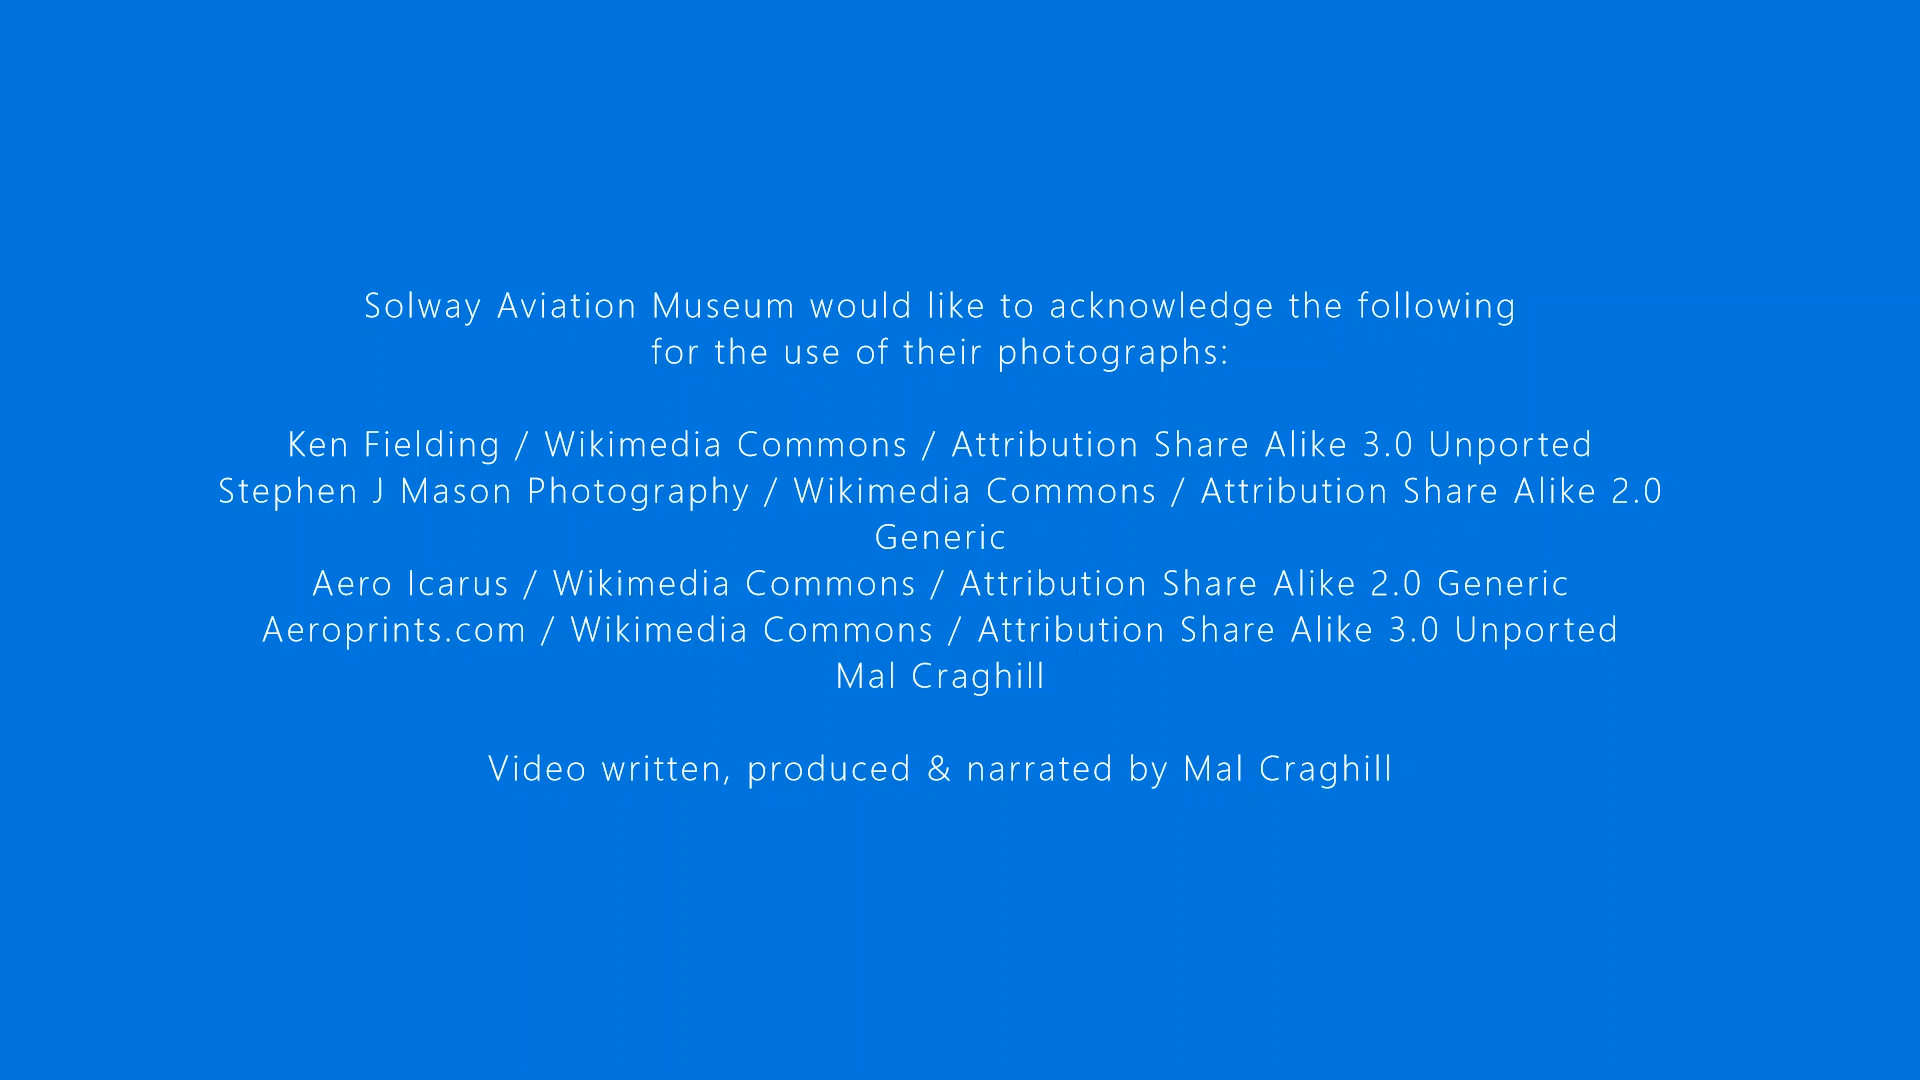 Solway Aviation Museum would like to acknowledge the following
for the use of their photographs:
Ken Fielding / Wikimedia Commons / Attribution Share Alike 3.0 Unported
Stephen J Mason Photography / Wikimedia Commons / Attribution Share Alike 2.0
Generic
Aero Icarus / Wikimedia Commons / Attribution Share Alike 2.0 Generic
Aeroprints.com / Wikimedia Commons / Attribution Share Alike 3.0 Unported
Mal Craghill
Video written, produced & narrated by Mal Craghill